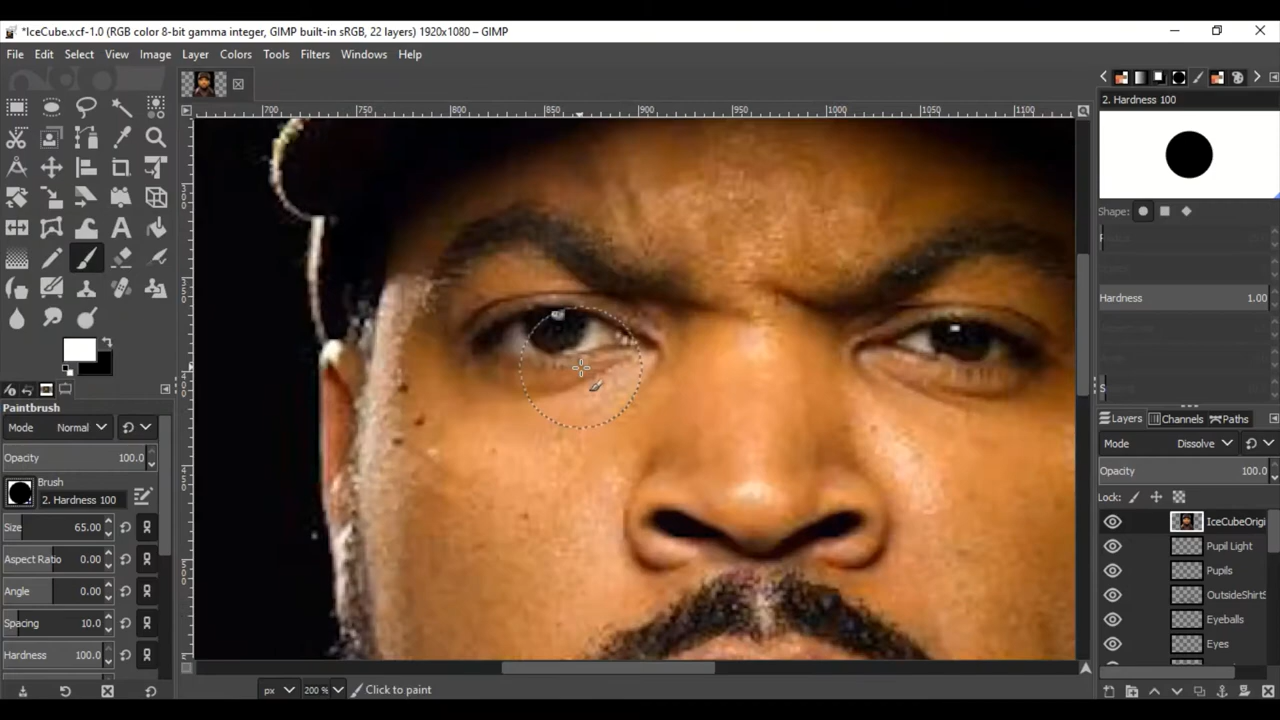 *IceCube.xcf-1.0 (RGB color 8-bit gamma integer, GIMP built-in sRGB, 22 layers) 1920x1080 – GIMP
File Edit Select View Image Layer Colors Tools Filters Windows Help
700 750 800 850 900 950 1000 1050 1100
2. Hardness 100
Shape:
Hardness 1.00
Paintbrush
Mode Normal
Opacity 100.0
Brush
2. Hardness 100
Size 65.00
Aspect Ratio 0.00
Angle 0.00
Spacing 10.0
Hardness 100.0
Layers Channels Paths
Mode Dissolve
Opacity 100.0
Lock:
IceCubeOrigi
Pupil Light
Pupils
OutsideShirtS
Eyeballs
Eyes
px 200 % Click to paint